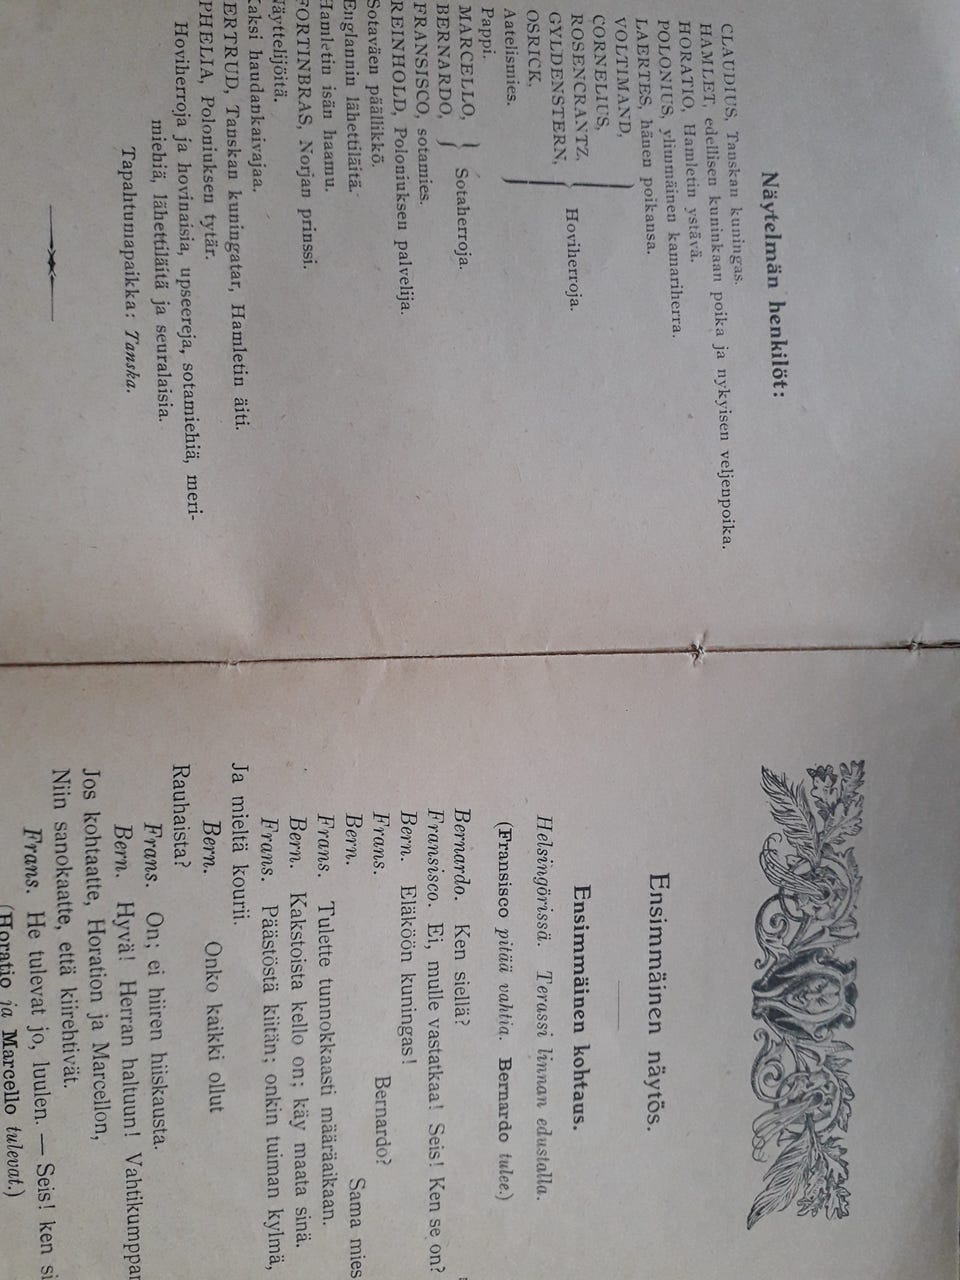 Näytelmän henkilöt:
CLAUDIUS, Tanskan kuningas.
HAMLET, edellisen kuninkaan poika ja nykyisen veljenpoika.
HORATIO, Hamletin ystävä.
POLONIUS, ylimmäinen kamariherra.
LAERTES, hänen poikansa.
VOLTIMAND,
CORNELIUS,
ROSENCRANTZ,
GYLDENSTERN,
OSRICK,
Hoviherroja.
Aatelismies.
Pappi.
MARCELLO,
BERNARDO,
Sotaherroja.
FRANSISCO, sotamies.
REINHOLD, Poloniuksen palvelija.
Sotaväen päällikkö.
Englannin lähettiläitä.
Hamletin isän haamu.
FORTINBRAS, Norjan prinssi.
Näyttelijöitä.
Kaksi haudankaivajaa.
ERTRUD, Tanskan kuningatar, Hamletin äiti.
PHELIA, Poloniuksen tytär.
Hoviherroja ja hovinaisia, upseereja, sotamiehiä, meri-
miehiä, lähettiläitä ja seuralaisia.
Tapahtumapaikka: Tanska.
Ensimmäinen näytös.
Ensimmäinen kohtaus.
Helsingörissä. Terassi linnan edustalla.
(Fransisco pitää vahtia. Bernardo tulee.)
Bernardo. Ken siellä?
Fransisco. Ei, mulle vastatkaa! Seis! Ken se on?
Bern. Eläköön kuningas!
Frans. Bernardo?
Bern. Sama mies
Frans. Tulette tunnokkaasti määräaikaan.
Bern. Kakstoista kello on; käy maata sinä.
Frans. Päästöstä kiitän; onkin tuiman kylmä,
Ja mieltä kourii.
Bern. Onko kaikki ollut
Rauhaista?
Frans. On; ei hiiren hiiskausta.
Bern. Hyvä! Herran haltuun! Vahtikumppan
Jos kohtaatte, Horation ja Marcellon,
Niin sanokaatte, että kiirehtivät.
Frans. He tulevat jo, luulen. — Seis! ken si
(Horatio ja Marcello tulevat.)